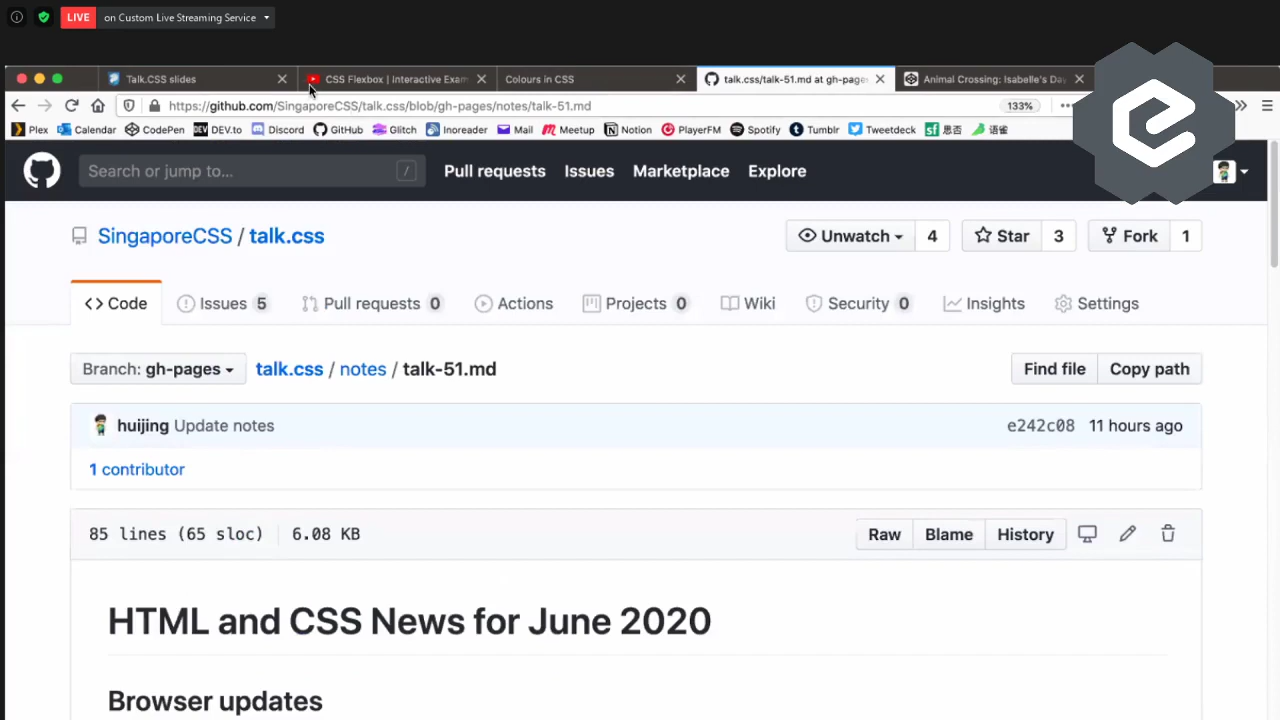 LIVE on Custom Live Streaming Service
Talk.CSS slides CSS Flexbox | Interactive Exam Colours in CSS talk.css/talk-51.md at gh-page Animal Crossing: Isabelle's Da
https://github.com/SingaporeCSS/talk.css/blob/gh-pages/notes/talk-51.md 133%
Plex Calendar CodePen DEV.to Discord GitHub Glitch Inoreader Mail Meetup Notion PlayerFM Spotify Tumblr Tweetdeck 思否 语雀
Search or jump to... / Pull requests Issues Marketplace Explore
SingaporeCSS / talk.css Unwatch 4 Star 3 Fork 1
Code Issues 5 Pull requests 0 Actions Projects 0 Wiki Security 0 Insights Settings
Branch: gh-pages talk.css / notes / talk-51.md Find file Copy path
huijing Update notes e242c08 11 hours ago
1 contributor
85 lines (65 sloc) 6.08 KB Raw Blame History
HTML and CSS News for June 2020
Browser updates